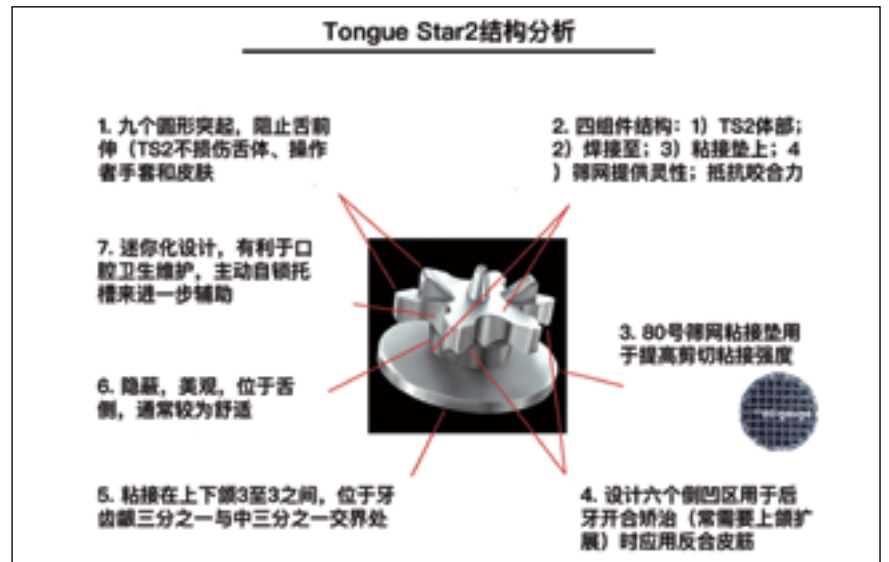 Tongue Star2结构分析
1. 九个圆形突起，阻止舌前
伸（TS2不损伤舌体、操作
者手套和皮肤
2. 四组件结构：1）TS2体部；
2）焊接至；3）粘接垫上；4
）筛网提供灵性；抵抗咬合力
7. 迷你化设计，有利于口
腔卫生维护，主动自锁托
槽来进一步辅助
3. 80号筛网粘接垫用
于提高剪切粘接强度
6. 隐蔽，美观，位于舌
侧，通常较为舒适
5. 粘接在上下颌3至3之间，位于牙
齿龈三分之一与中三分之一交界处
4. 设计六个倒凹区用于后
牙开合矫治（常需要上颌扩
展）时应用反合皮筋